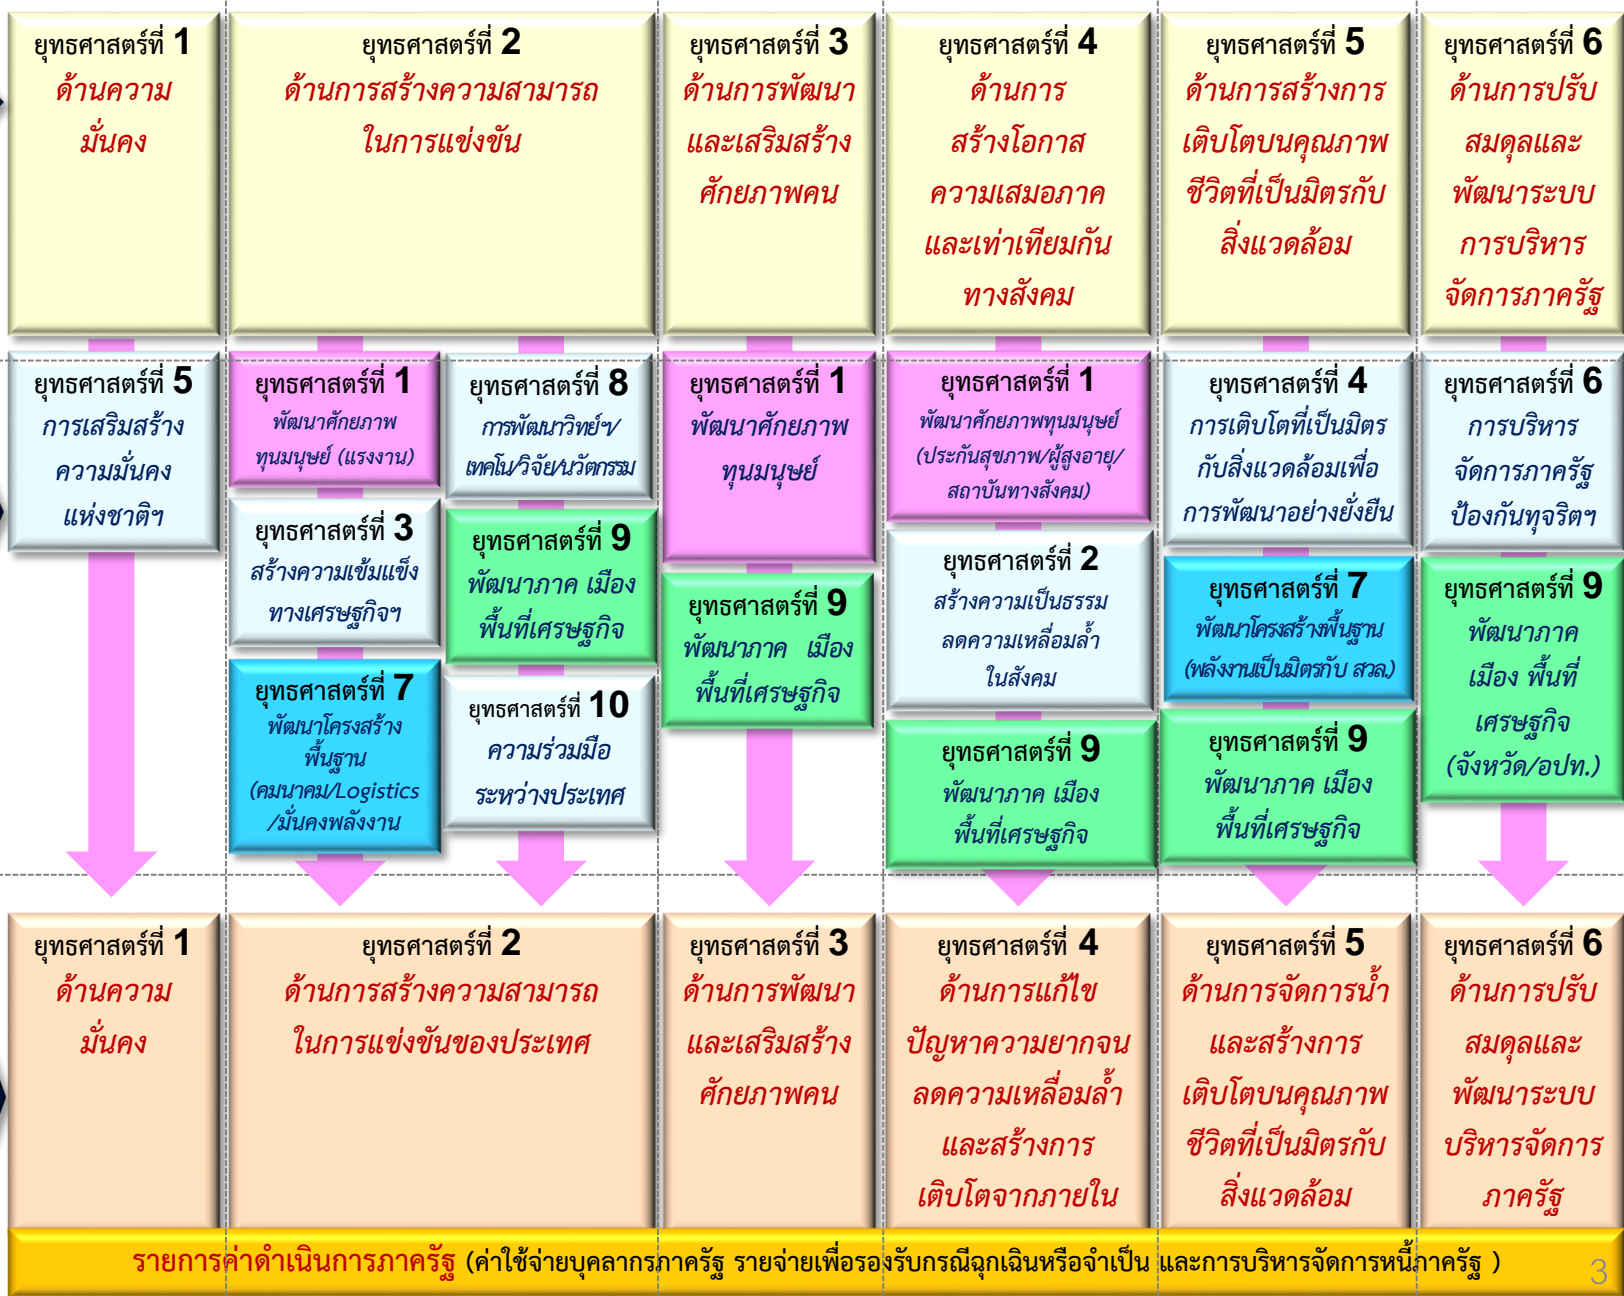 ยุทธศาสตร์ที่ 1
ด้านความ
มั่นคง
ยุทธศาสตร์ที่ 2
ด้านการสร้างความสามารถ
ในการแข่งขัน
ยุทธศาสตร์ที่ 3
ด้านการพัฒนา
และเสริมสร้าง
ศักยภาพคน
ยุทธศาสตร์ที่ 4
ด้านการ
สร้างโอกาส
ความเสมอภาค
และเท่าเทียมกัน
ทางสังคม
ยุทธศาสตร์ที่ 5
ด้านการสร้างการ
เติบโตบนคุณภาพ
ชีวิตที่เป็นมิตรกับ
สิ่งแวดล้อม
ยุทธศาสตร์ที่ 6
ด้านการปรับ
สมดุลและ
พัฒนาระบบ
การบริหาร
จัดการภาครัฐ
ยุทธศาสตร์ที่ 5
การเสริมสร้าง
ความมั่นคง
แห่งชาติฯ
ยุทธศาสตร์ที่ 1
พัฒนาศักยภาพ
ทุนมนุษย์ (แรงงาน)
ยุทธศาสตร์ที่ 3
สร้างความเข้มแข็ง
ทางเศรษฐกิจฯ
ยุทธศาสตร์ที่ 7
พัฒนาโครงสร้าง
พื้นฐาน
(คมนาคม/Logistics
/มั่นคงพลังงาน
ยุทธศาสตร์ที่ 8
การพัฒนาวิทย์ฯ/
เทคโน/วิจัย/นวัตกรรม
ยุทธศาสตร์ที่ 9
พัฒนาภาค เมือง
พื้นที่เศรษฐกิจ
ยุทธศาสตร์ที่ 10
ความร่วมมือ
ระหว่างประเทศ
ยุทธศาสตร์ที่ 1
พัฒนาศักยภาพ
ทุนมนุษย์
ยุทธศาสตร์ที่ 9
พัฒนาภาค เมือง
พื้นที่เศรษฐกิจ
ยุทธศาสตร์ที่ 1
พัฒนาศักยภาพทุนมนุษย์
(ประกันสุขภาพ/ผู้สูงอายุ/
สถาบันทางสังคม)
ยุทธศาสตร์ที่ 2
สร้างความเป็นธรรม
ลดความเหลื่อมล้ำ
ในสังคม
ยุทธศาสตร์ที่ 9
พัฒนาภาค เมือง
พื้นที่เศรษฐกิจ
ยุทธศาสตร์ที่ 4
การเติบโตที่เป็นมิตร
กับสิ่งแวดล้อมเพื่อ
การพัฒนาอย่างยั่งยืน
ยุทธศาสตร์ที่ 7
พัฒนาโครงสร้างพื้นฐาน
(พลังงานเป็นมิตรกับ สวล.)
ยุทธศาสตร์ที่ 9
พัฒนาภาค เมือง
พื้นที่เศรษฐกิจ
ยุทธศาสตร์ที่ 6
การบริหาร
จัดการภาครัฐ
ป้องกันทุจริตฯ
ยุทธศาสตร์ที่ 9
พัฒนาภาค
เมือง พื้นที่
เศรษฐกิจ
(จังหวัด/อปท.)
ยุทธศาสตร์ที่ 1
ด้านความ
มั่นคง
ยุทธศาสตร์ที่ 2
ด้านการสร้างความสามารถ
ในการแข่งขันของประเทศ
ยุทธศาสตร์ที่ 3
ด้านการพัฒนา
และเสริมสร้าง
ศักยภาพคน
ยุทธศาสตร์ที่ 4
ด้านการแก้ไข
ปัญหาความยากจน
ลดความเหลื่อมล้ำ
และสร้างการ
เติบโตจากภายใน
ยุทธศาสตร์ที่ 5
ด้านการจัดการน้ำ
และสร้างการ
เติบโตบนคุณภาพ
ชีวิตที่เป็นมิตรกับ
สิ่งแวดล้อม
ยุทธศาสตร์ที่ 6
ด้านการปรับ
สมดุลและ
พัฒนาระบบ
บริหารจัดการ
ภาครัฐ
รายการค่าดำเนินการภาครัฐ (ค่าใช้จ่ายบุคลากรภาครัฐ รายจ่ายเพื่อรองรับกรณีฉุกเฉินหรือจำเป็น และการบริหารจัดการหนี้ภาครัฐ )
3